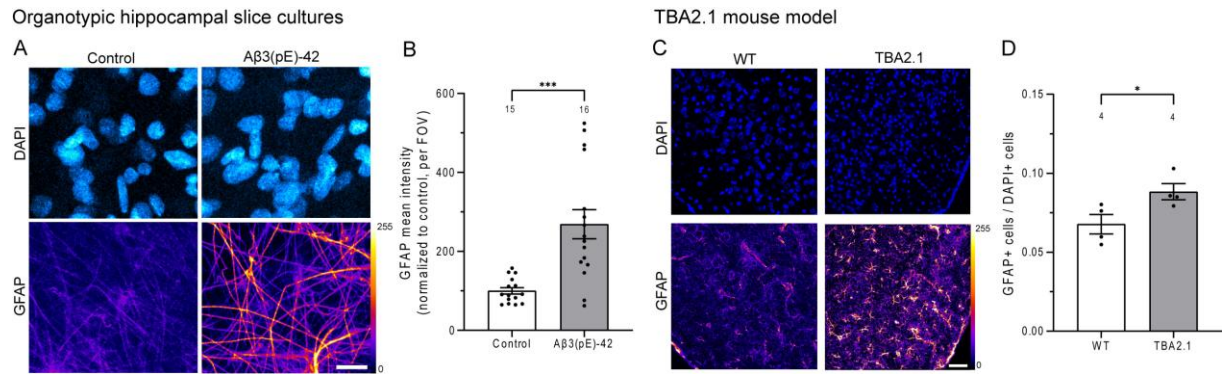 Organotypic hippocampal slice cultures
TBA2.1 mouse model
A
Control
Aβ3(pE)-42
DAPI
GFAP
255
0
B
GFAP mean intensity
(normalized to control, per FOV)
600
400
200
0
***
15
16
Control
Aβ3(pE)-42
C
WT
TBA2.1
DAPI
GFAP
255
0
D
GFAP+ cells / DAPI+ cells
0.15
0.10
0.05
0.00
*
4
4
WT
TBA2.1